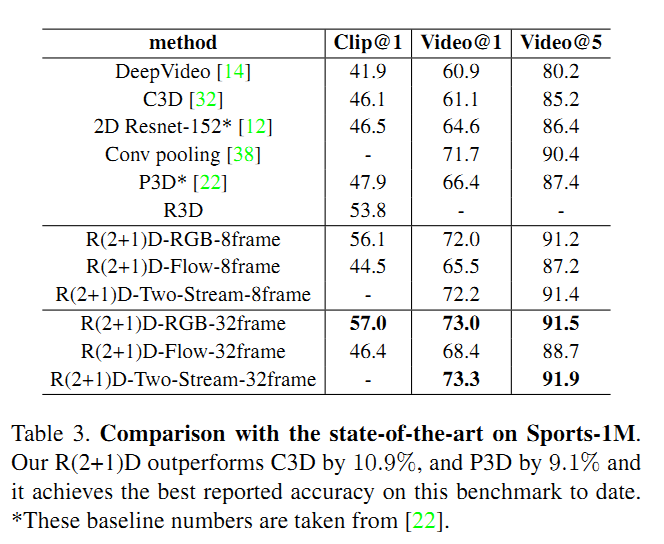 method Clip@1 Video@1 Video@5
DeepVideo [14] 41.9 60.9 80.2
C3D [32] 46.1 61.1 85.2
2D Resnet-152* [12] 46.5 64.6 86.4
Conv pooling [38] - 71.7 90.4
P3D* [22] 47.9 66.4 87.4
R3D 53.8 - -
R(2+1)D-RGB-8frame 56.1 72.0 91.2
R(2+1)D-Flow-8frame 44.5 65.5 87.2
R(2+1)D-Two-Stream-8frame - 72.2 91.4
R(2+1)D-RGB-32frame 57.0 73.0 91.5
R(2+1)D-Flow-32frame 46.4 68.4 88.7
R(2+1)D-Two-Stream-32frame - 73.3 91.9
Table 3. Comparison with the state-of-the-art on Sports-1M.
Our R(2+1)D outperforms C3D by 10.9%, and P3D by 9.1% and
it achieves the best reported accuracy on this benchmark to date.
*These baseline numbers are taken from [22].